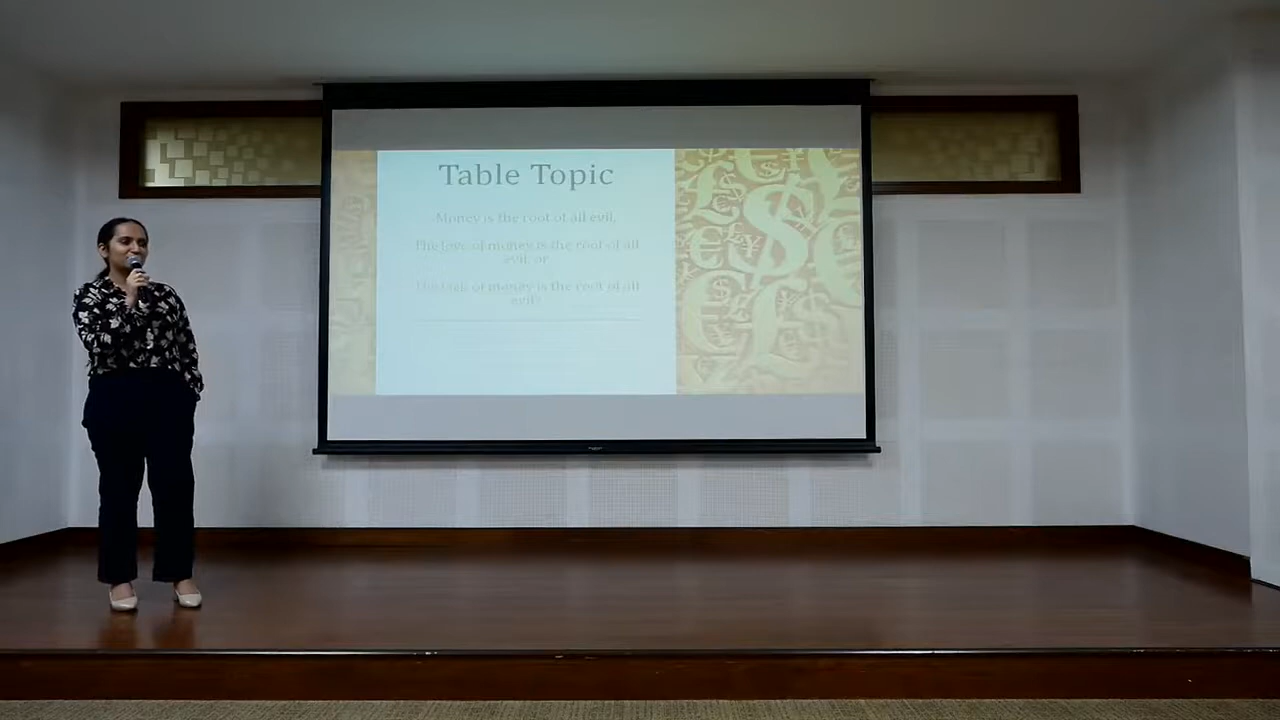 Table Topic
Money is the root of all evil,
The love of money is the root of all
evil, or
The lack of money is the root of all
evil?